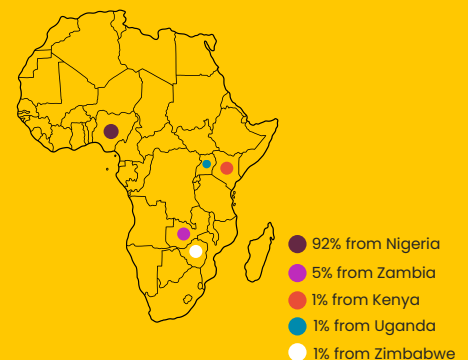 92% from Nigeria
5% from Zambia
1% from Kenya
1% from Uganda
1% from Zimbabwe